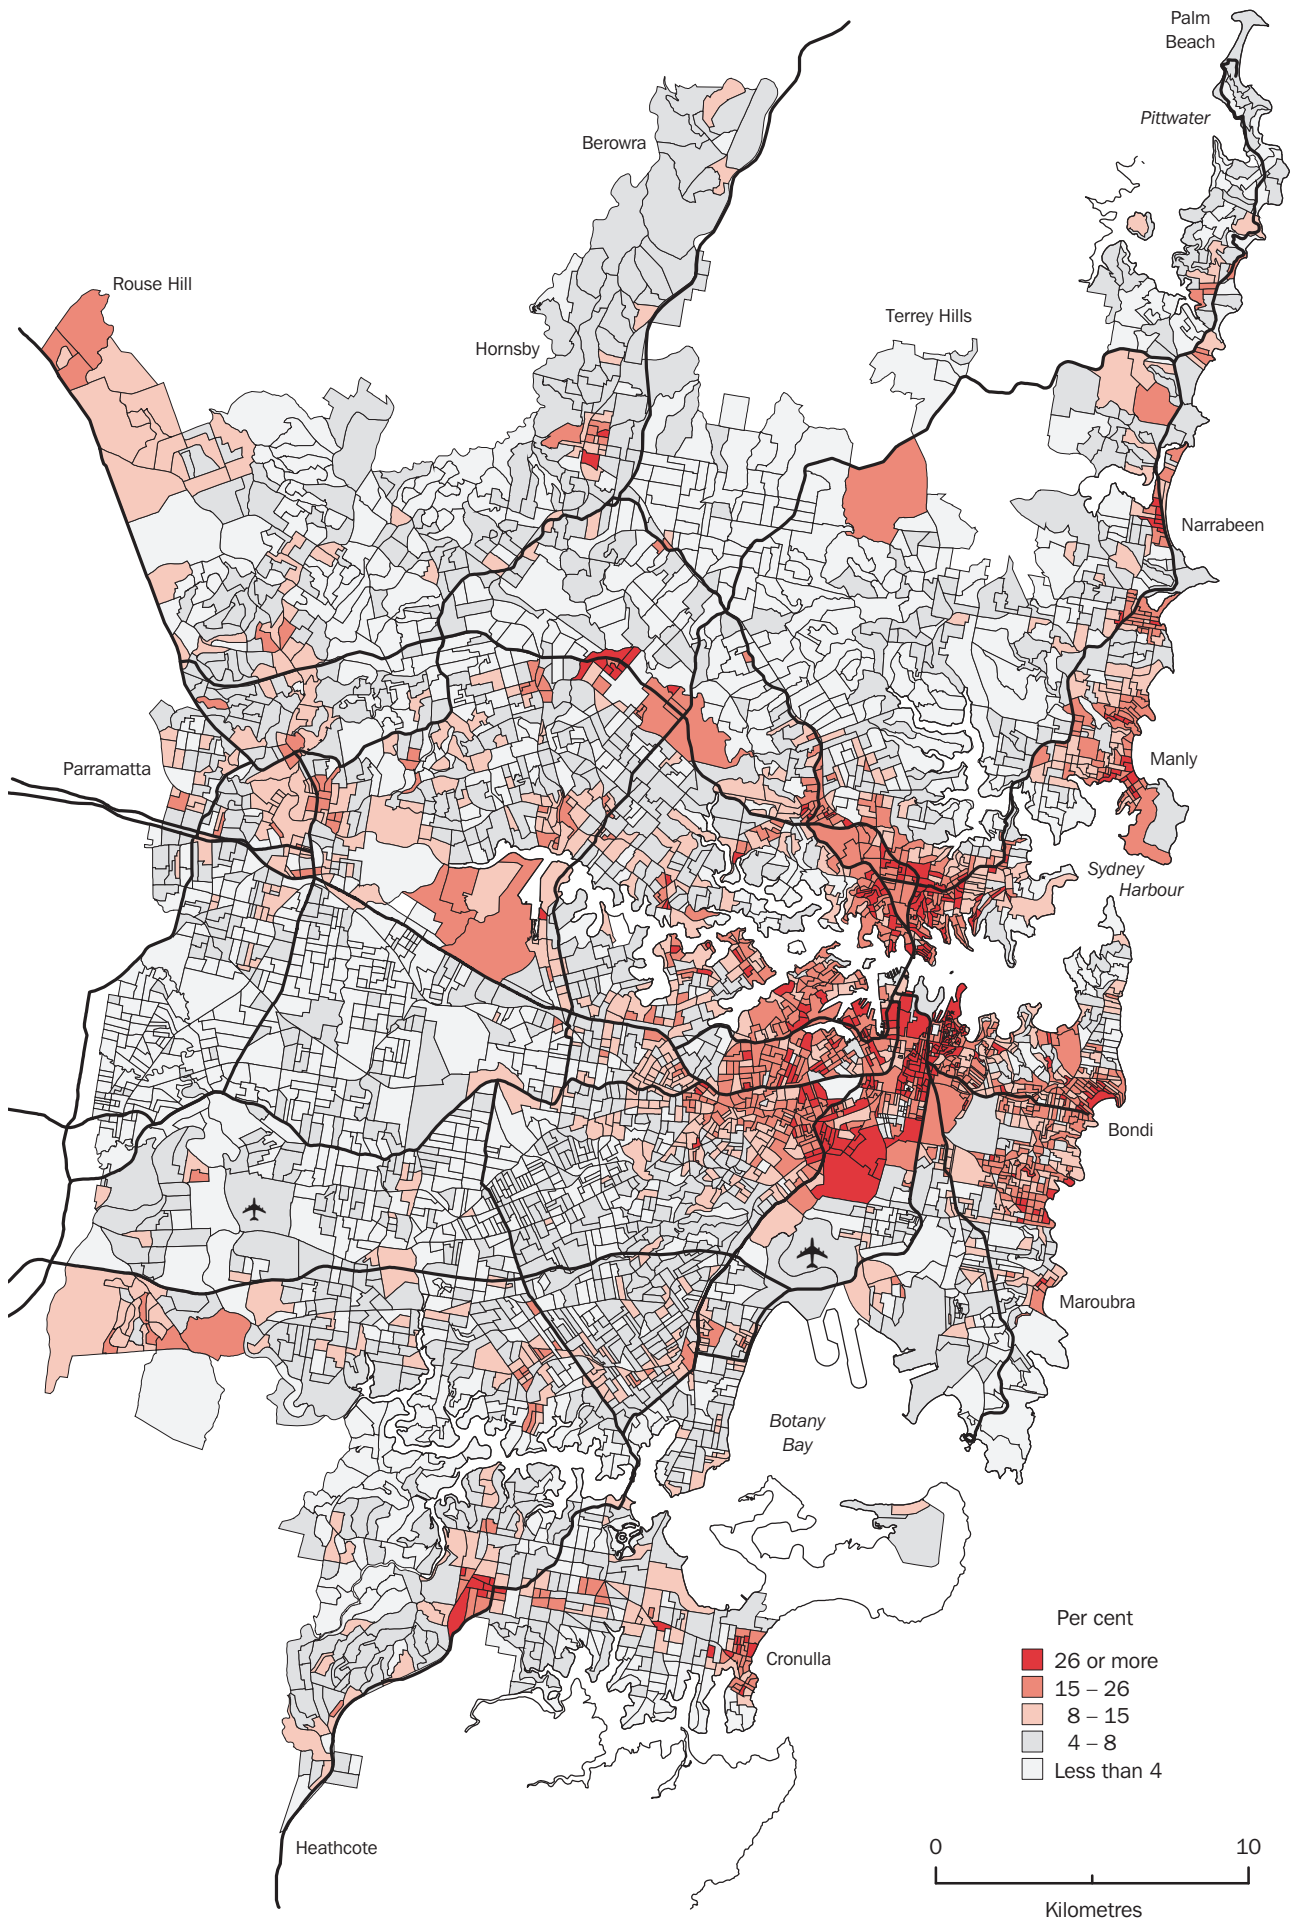 Palm
Beach
Pittwater
Berowra
Rouse Hill
Terrey Hills
Hornsby
Narrabeen
Manly
Parramatta
Sydney
Harbour
Bondi
Maroubra
Botany
Bay
Cronulla
Heathcote
Per cent
26 or more
15 – 26
8 – 15
4 – 8
Less than 4
0 10
Kilometres